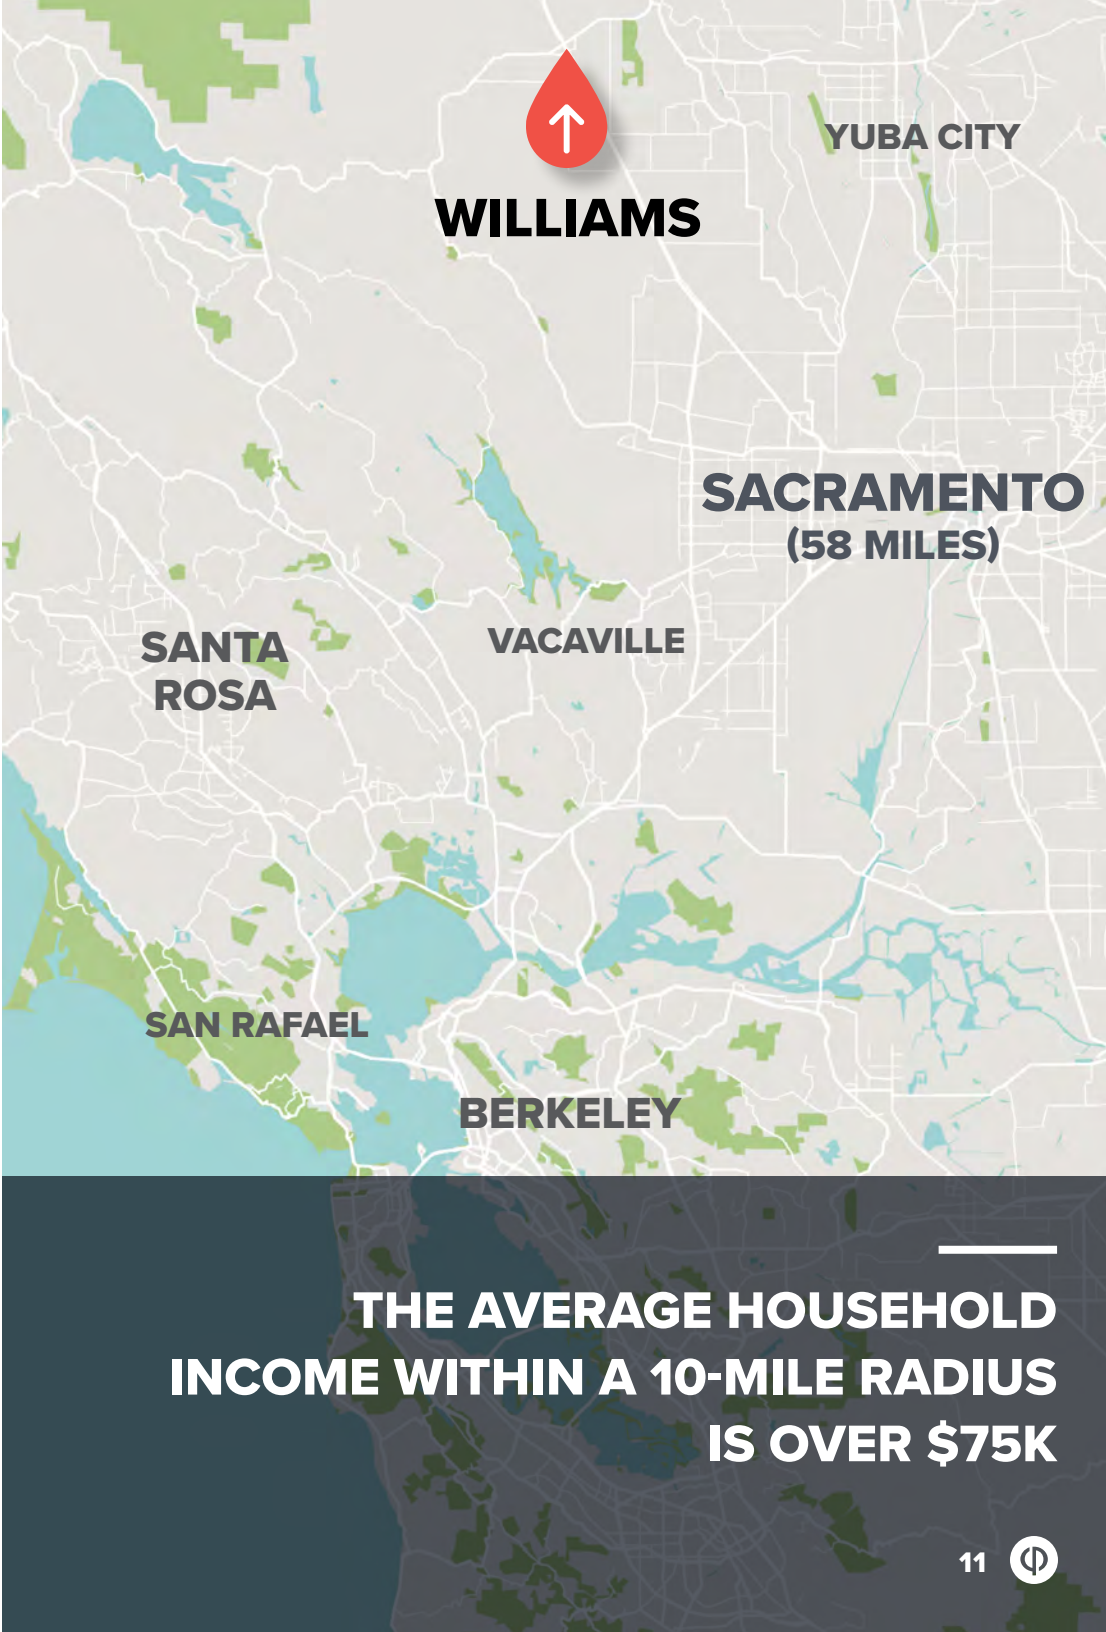 YUBA CITY
WILLIAMS
SACRAMENTO
(58 MILES)
SANTA
ROSA
VACAVILLE
SAN RAFAEL
BERKELEY
THE AVERAGE HOUSEHOLD
INCOME WITHIN A 10-MILE RADIUS
IS OVER $75K
11